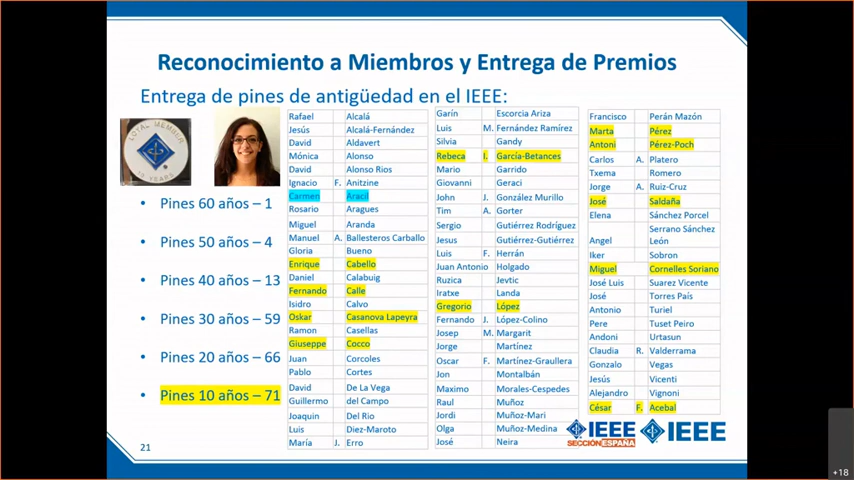 Reconocimiento a Miembros y Entrega de Premios
Entrega de pines de antigüedad en el IEEE:
Pines 60 años – 1
Pines 50 años – 4
Pines 40 años – 13
Pines 30 años – 59
Pines 20 años – 66
Pines 10 años – 71
Rafael Alcalá
Jesús Alcalá-Fernández
David Aldavert
Mónica Alonso
David Alonso Rios
Ignacio F. Anitzine
Carmen Aracil
Rosario Aragues
Miguel Aranda
Manuel A. Ballesteros Carballo
Gloria Bueno
Enrique Cabello
Daniel Calabuig
Fernando Calle
Isidro Calvo
Oskar Casanova Lapeyra
Ramon Casellas
Giuseppe Cocco
Juan Corcoles
Pablo Cortes
David De La Vega
Guillermo del Campo
Joaquin Del Rio
Luis Diez-Maroto
María J. Erro
Garín Escorcia Ariza
Luis M. Fernández Ramírez
Silvia Gandy
Rebeca I. García-Betances
Mario Garrido
Giovanni Geraci
John J. González Murillo
Tim A. Gorter
Sergio Gutiérrez Rodríguez
Jesus Gutiérrez-Gutiérrez
Luis F. Herrán
Juan Antonio Holgado
Ruzica Jevtic
Iratxe Landa
Gregorio López
Fernando J. López-Colino
Josep M. Margarit
Jorge Martínez
Oscar F. Martínez-Graullera
Jon Montalbán
Maximo Morales-Cespedes
Raul Muñoz
Jordi Muñoz-Mari
Olga Muñoz-Medina
José Neira
Francisco Perán Mazón
Marta Pérez
Antoni Pérez-Poch
Carlos A. Platero
Txema Romero
Jorge A. Ruiz-Cruz
José Saldaña
Elena Sánchez Porcel
Angel Serrano Sánchez León
Iker Sobron
Miguel Cornelles Soriano
José Luis Suarez Vicente
José Torres País
Antonio Turiel
Pere Tuset Peiro
Andoni Urtasun
Claudia R. Valderrama
Gonzalo Vegas
Jesús Vicenti
Alejandro Vignoni
César F. Acebal
IEEE
SECCIÓN ESPAÑA
IEEE
21
+18